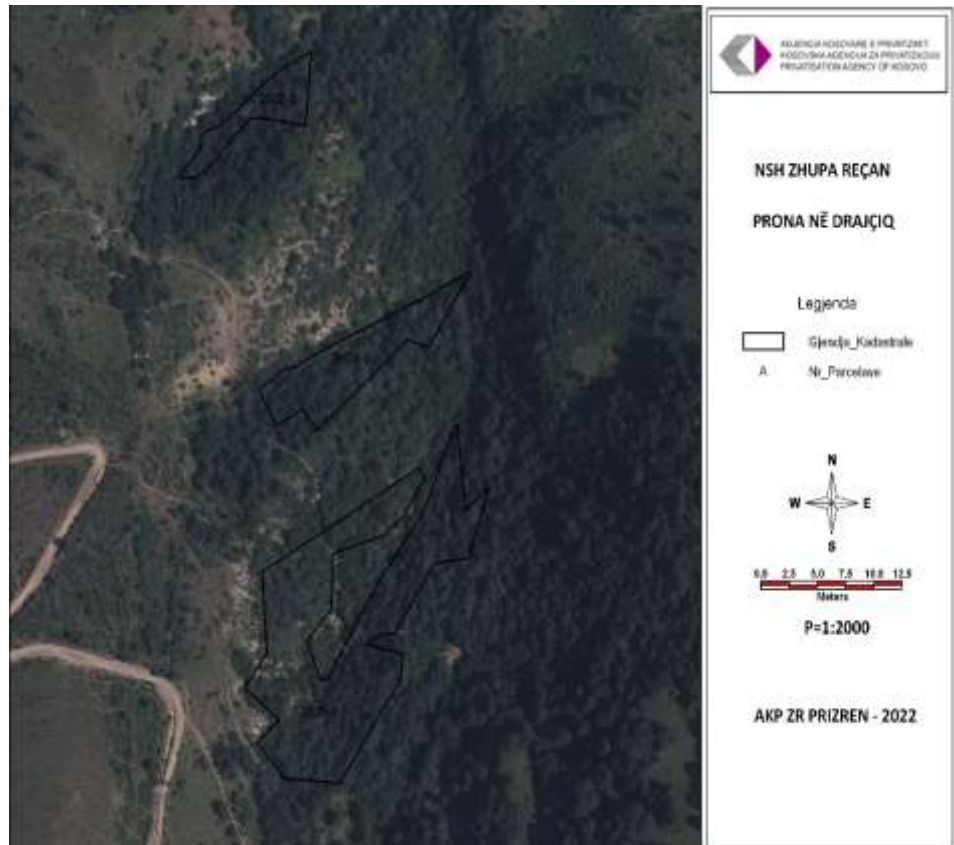 AGJENCIA KOSOVARE E PRIVATIZIMIT
KOSOVSKA AGENCIJA ZA PRIVATIZACIJU
PRIVATISATION AGENCY OF KOSOVO
NSH ZHUPA REÇAN
PRONA NË DRAJÇIQ
Legjenda
Gjendja_Kadastrale
A Nr_Parcelave
N
W E
S
0.0 2.5 5.0 7.5 10.0 12.5
Meters
P=1:2000
AKP ZR PRIZREN - 2022